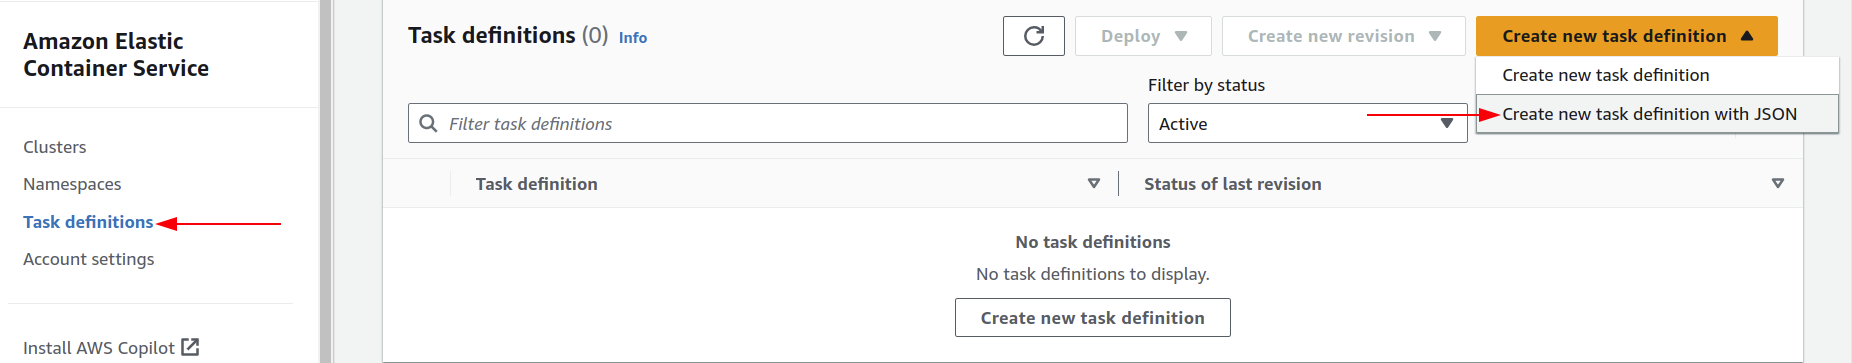 Amazon Elastic
Container Service
Clusters
Namespaces
Task definitions
Account settings
Install AWS Copilot
Task definitions (0) Info
Deploy
Create new revision
Create new task definition
Create new task definition
Create new task definition with JSON
Filter by status
Filter task definitions
Active
Task definition
Status of last revision
No task definitions
No task definitions to display.
Create new task definition